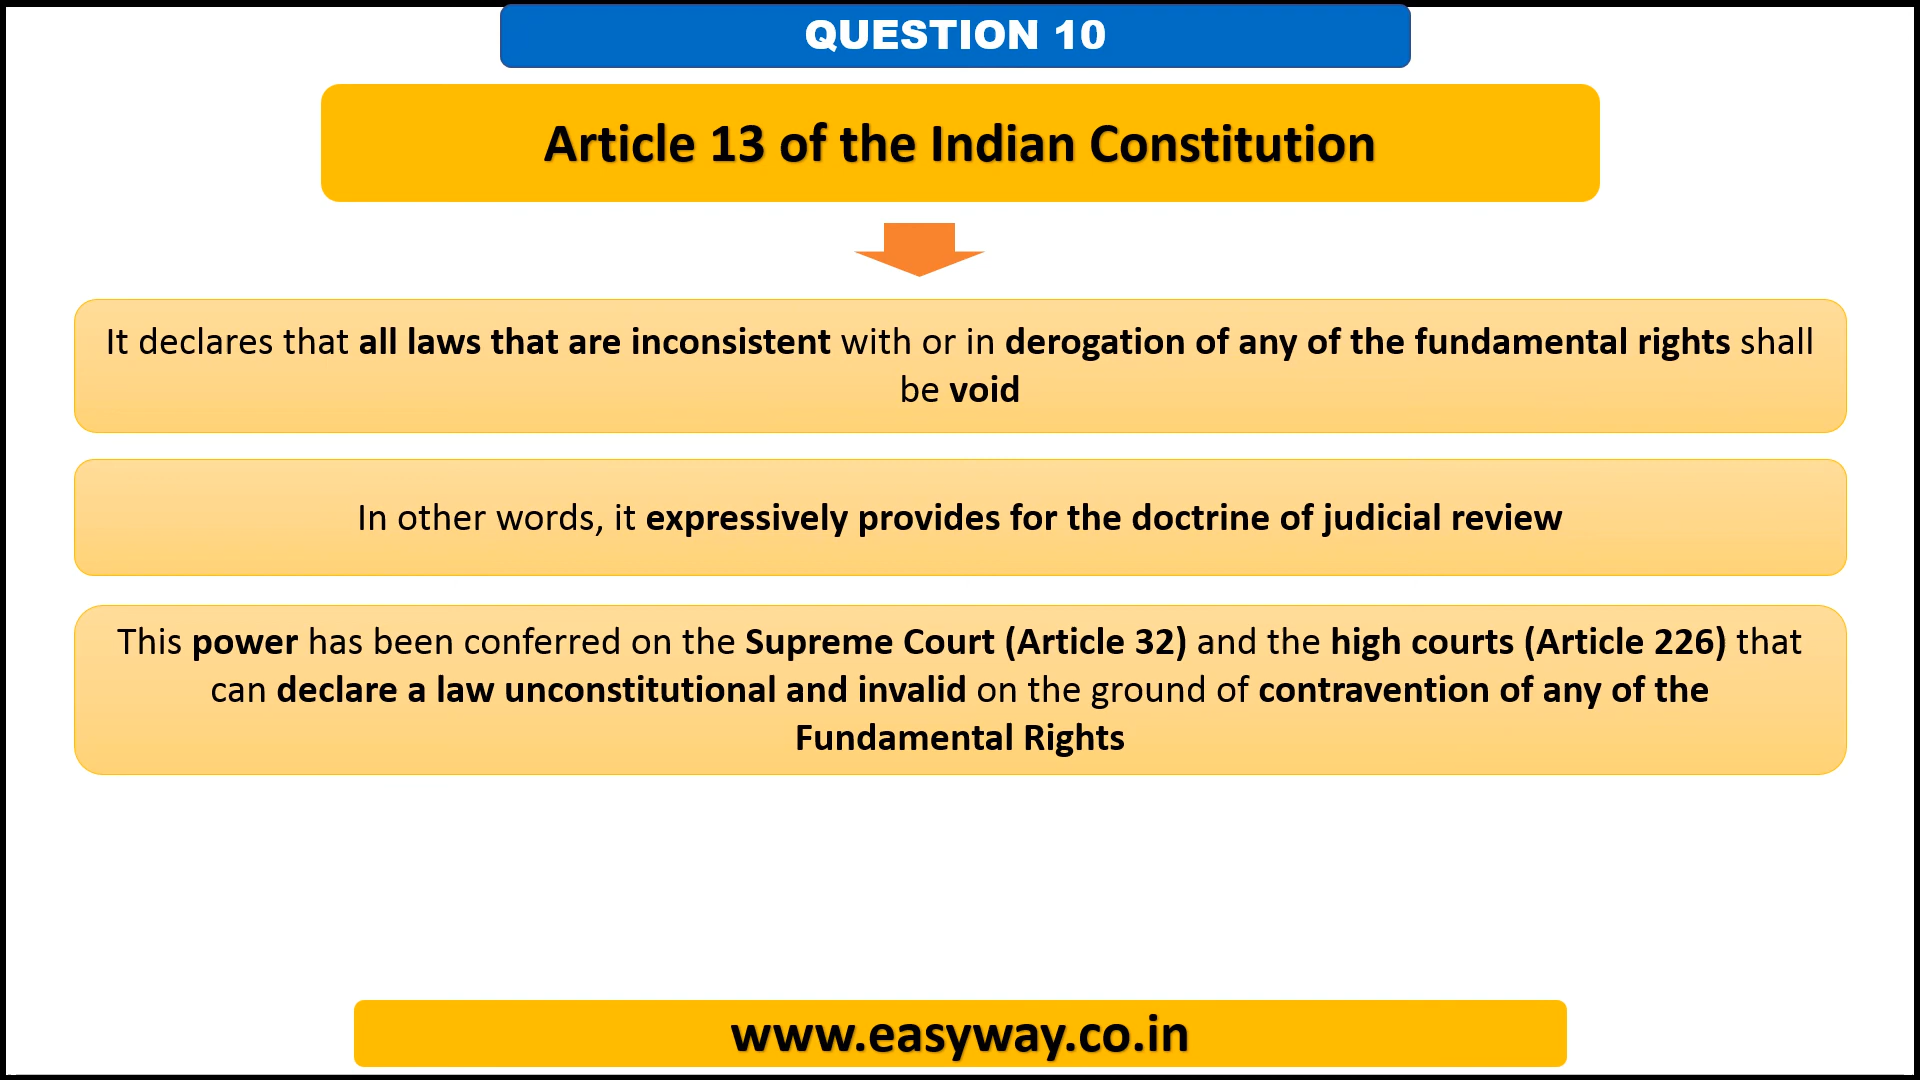 QUESTION 10
Article 13 of the Indian Constitution
It declares that all laws that are inconsistent with or in derogation of any of the fundamental rights shall
be void
In other words, it expressively provides for the doctrine of judicial review
This power has been conferred on the Supreme Court (Article 32) and the high courts (Article 226) that
can declare a law unconstitutional and invalid on the ground of contravention of any of the
Fundamental Rights
www.easyway.co.in